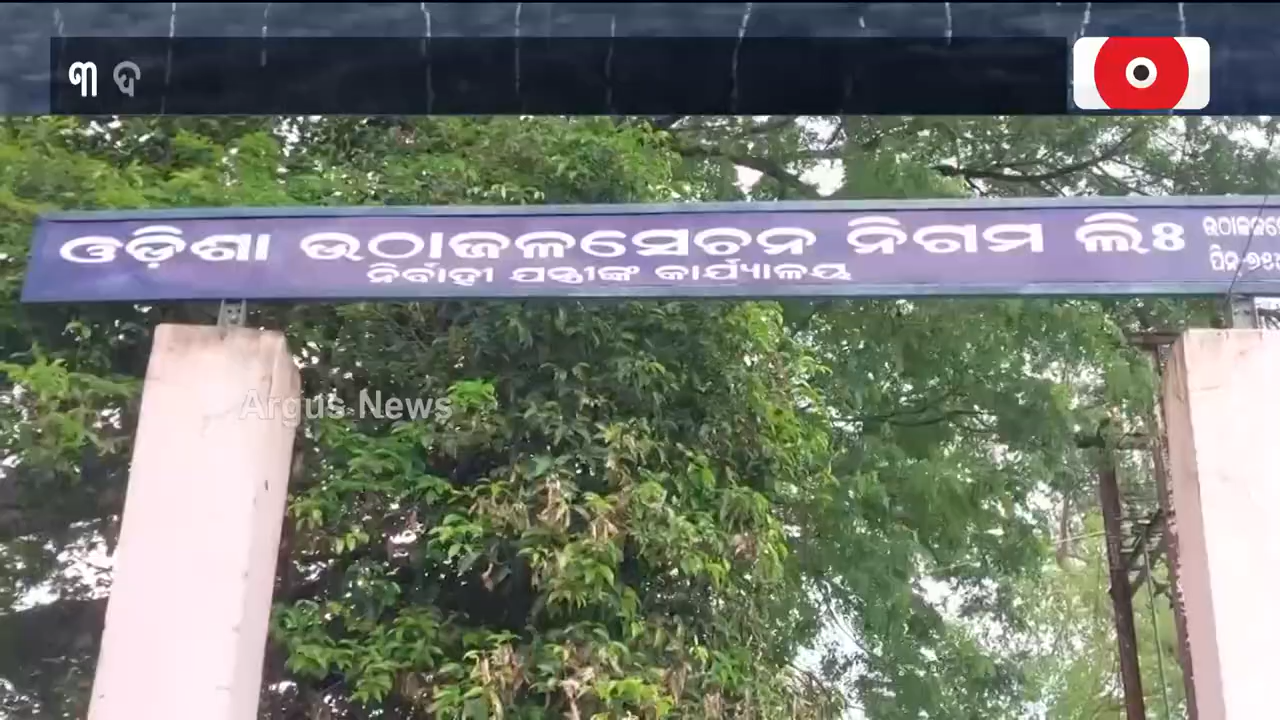 ୩ ଦ
ଓଡ଼ିଶା ଉଠାଜଳସେଚନ ନିଗମ ଲିଃ
ନିର୍ବାହୀ ଯନ୍ତ୍ରୀଙ୍କ କାର୍ଯ୍ୟାଳୟ
Argus News